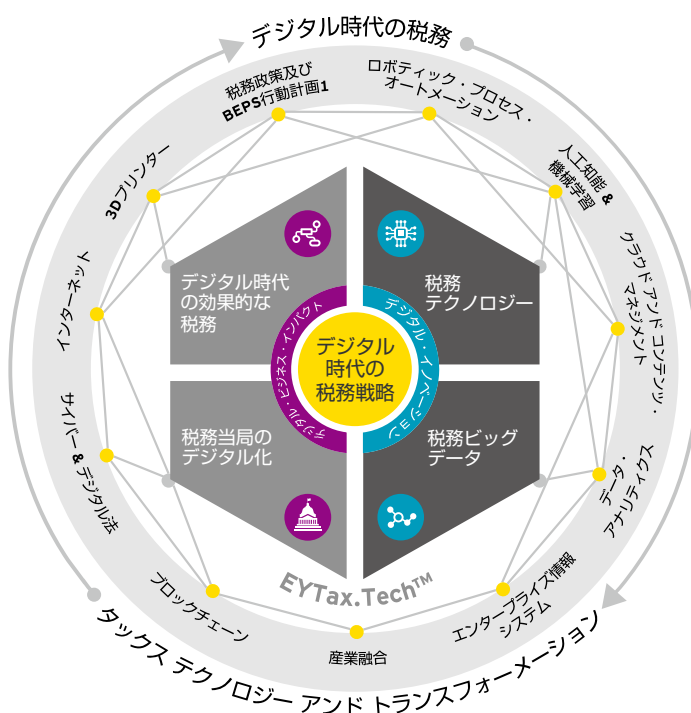 デジタル時代の税務
税務政策及び
BEPS行動計画1
ロボティック・プロセス・
オートメーション
人工知能 &
機械学習
クラウド アンド コンテンツ・
マネジメント
データ・
アナリティクス
エンタープライズ情報
システム
産業融合
ブロックチェーン
サイバー & デジタル法
インターネット
3Dプリンター
デジタル時代
の効果的な
税務
税務
テクノロジー
デジタル・ビジネス・インパクト
デジタル・イノベーション
デジタル
時代の
税務戦略
税務当局の
デジタル化
税務ビッグ
データ
EYTax.Tech™
タックス テクノロジー アンド トランスフォーメーション